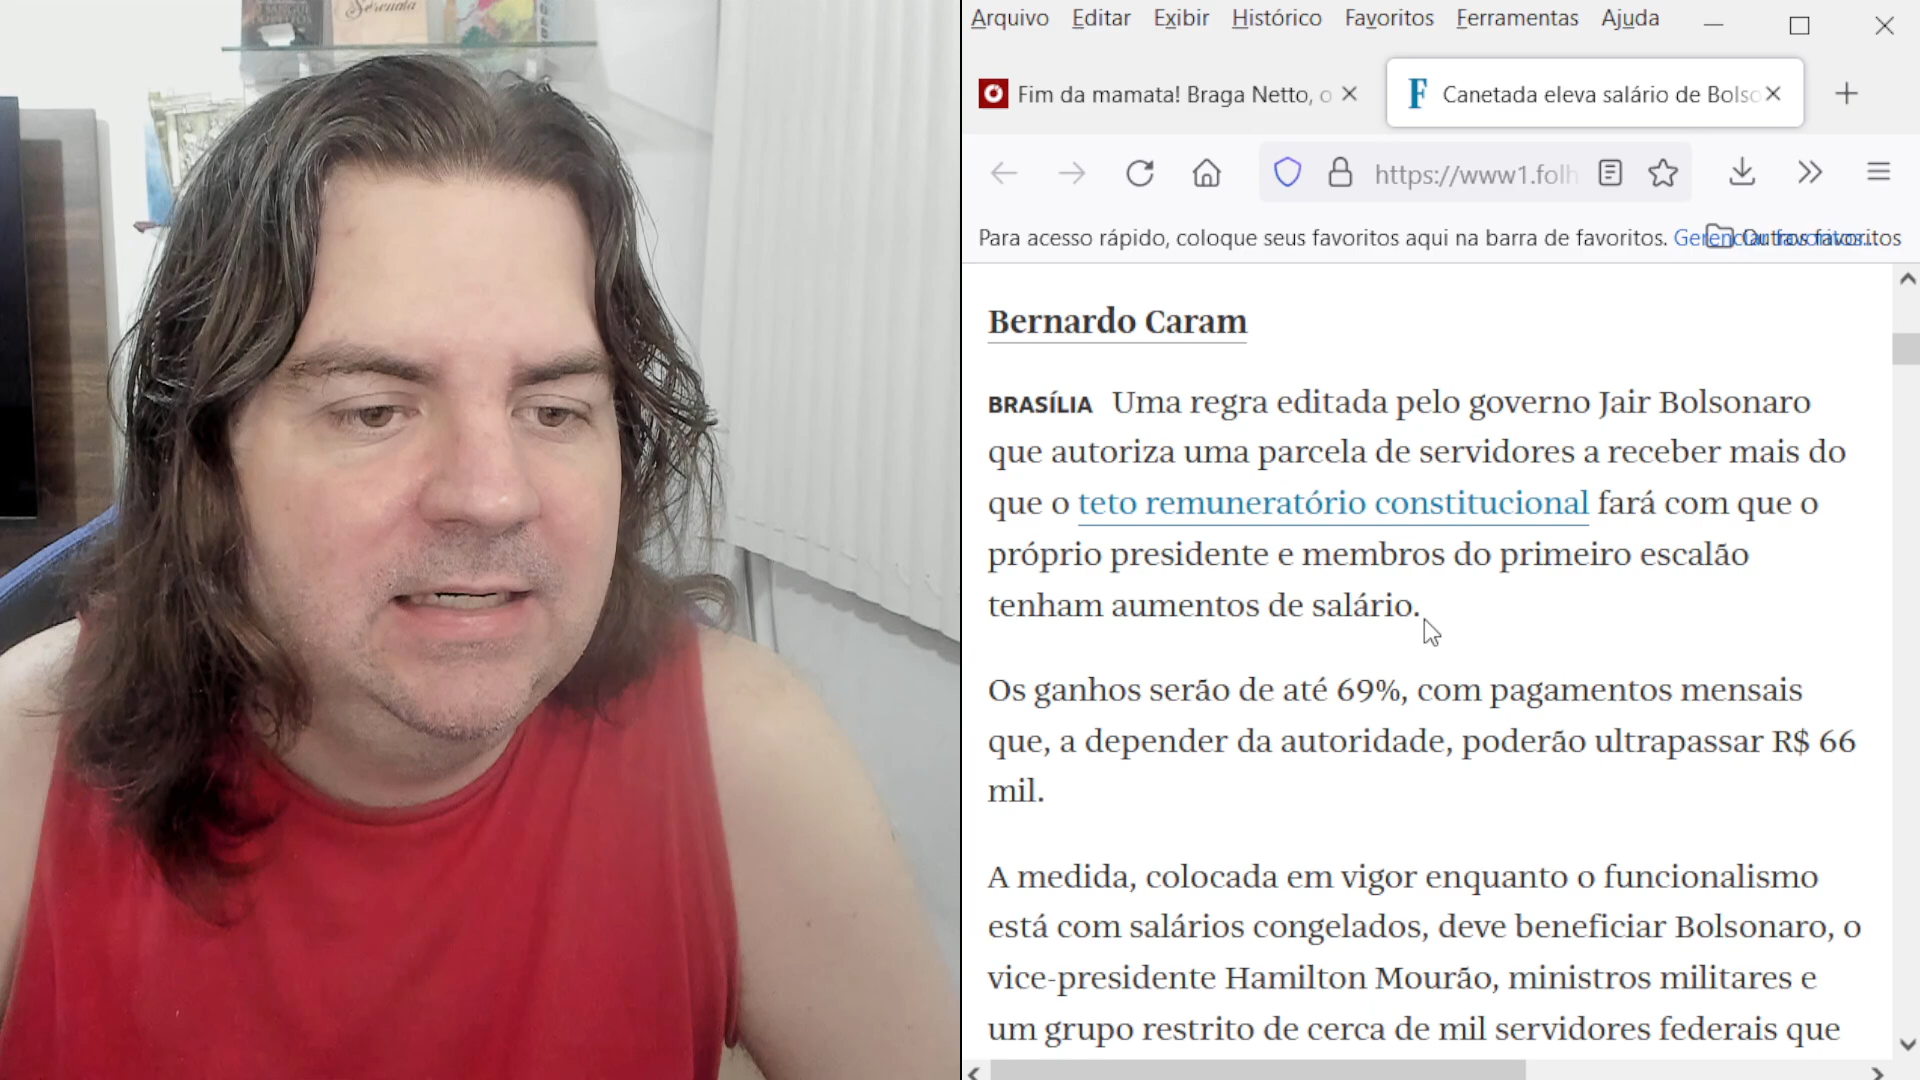 Serenata
Arquivo Editar Exibir Histórico Favoritos Ferramentas Ajuda
Fim da mamata! Braga Netto, o
Canetada eleva salário de Bolso
https://www1.folh
Para acesso rápido, coloque seus favoritos aqui na barra de favoritos. Gerenciar favoritos... Outros favoritos
Bernardo Caram
BRASÍLIA Uma regra editada pelo governo Jair Bolsonaro
que autoriza uma parcela de servidores a receber mais do
que o teto remuneratório constitucional fará com que o
próprio presidente e membros do primeiro escalão
tenham aumentos de salário.
Os ganhos serão de até 69%, com pagamentos mensais
que, a depender da autoridade, poderão ultrapassar R$ 66
mil.
A medida, colocada em vigor enquanto o funcionalismo
está com salários congelados, deve beneficiar Bolsonaro, o
vice-presidente Hamilton Mourão, ministros militares e
um grupo restrito de cerca de mil servidores federais que